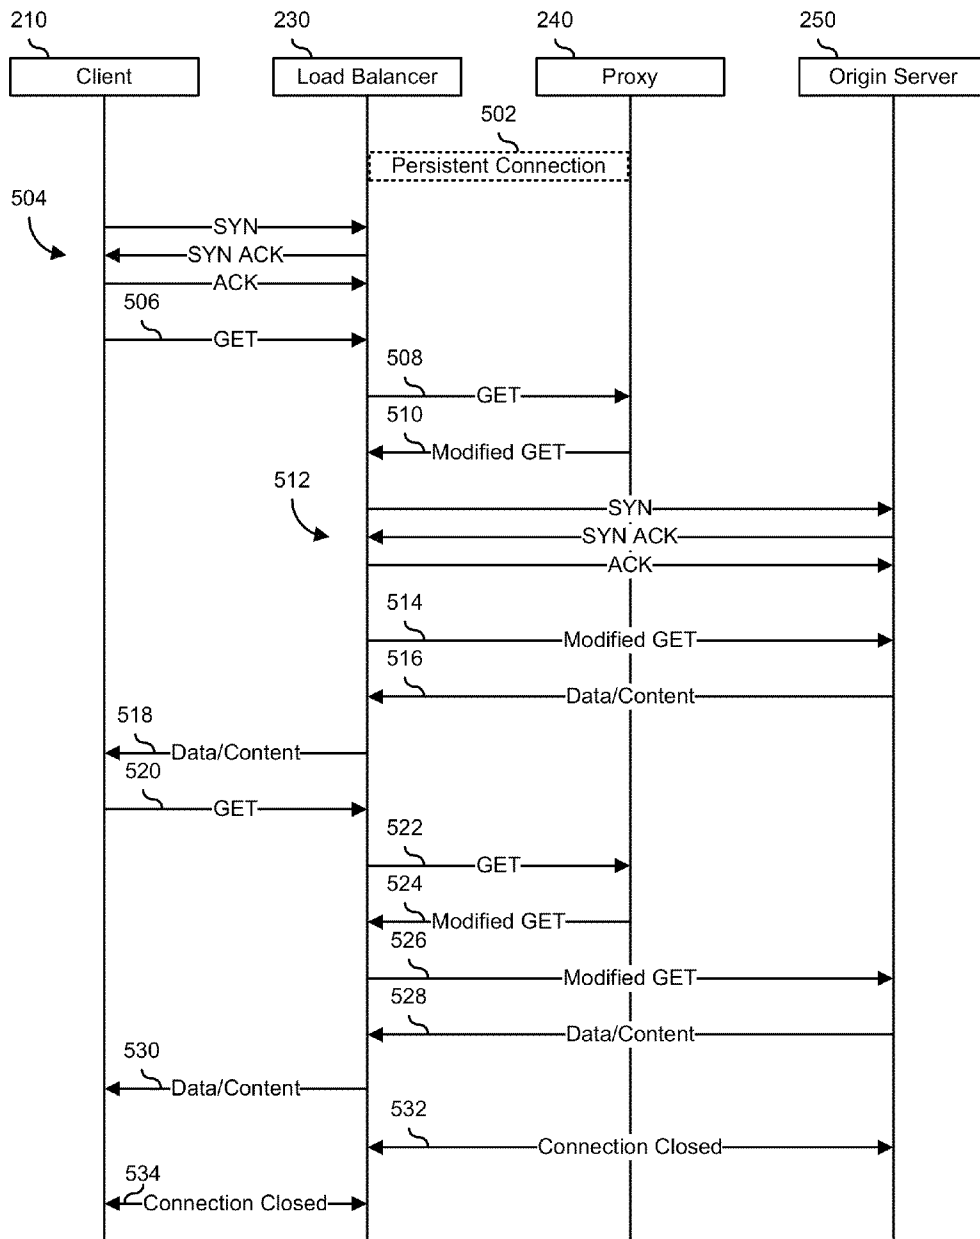 210 230 240 250
Client Load Balancer Proxy Origin Server
502
Persistent Connection
504
SYN
SYN ACK
ACK
506
GET
508
GET
510
Modified GET
512
SYN
SYN ACK
ACK
514
Modified GET
516
Data/Content
518
Data/Content
520
GET
522
GET
524
Modified GET
526
Modified GET
528
Data/Content
530
Data/Content
532
Connection Closed
534
Connection Closed